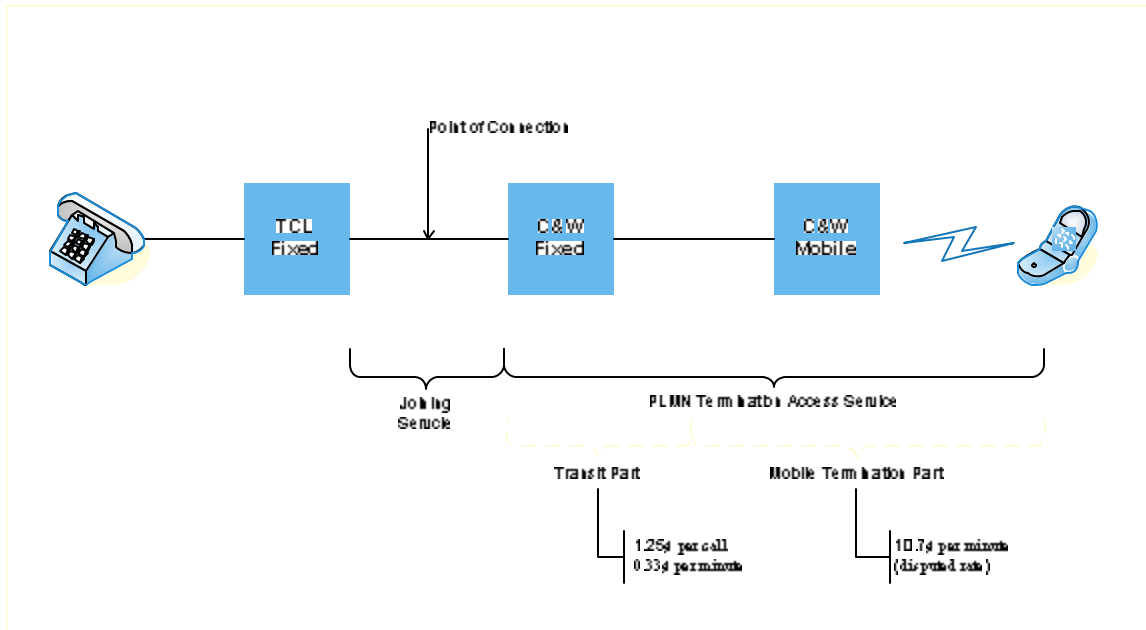 Point of Connection
TCL
Fixed
C&W
Fixed
C&W
Mobile
Joining
Service
PLMN Termination Access Service
Transit Part
Mobile Termination Part
1.25¢ per call
0.33¢ per minute
10.7¢ per minute
(disputed rate)